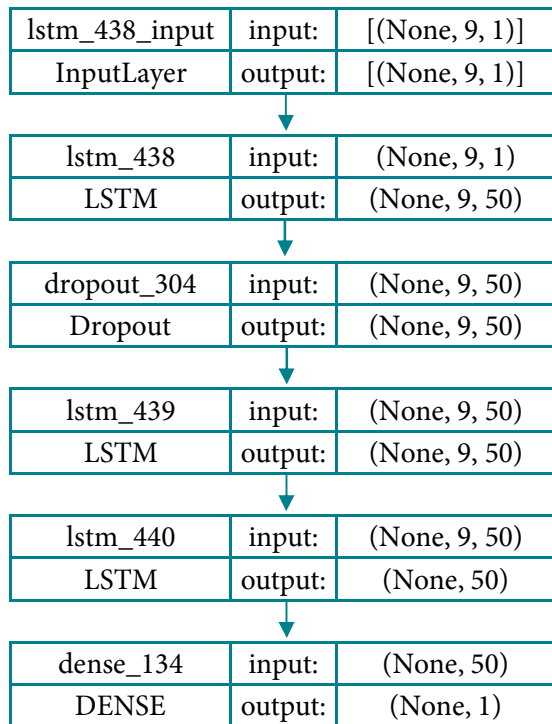 lstm_438_input input: [(None, 9, 1)]
InputLayer output: [(None, 9, 1)]
lstm_438 input: (None, 9, 1)
LSTM output: (None, 9, 50)
dropout_304 input: (None, 9, 50)
Dropout output: (None, 9, 50)
lstm_439 input: (None, 9, 50)
LSTM output: (None, 9, 50)
lstm_440 input: (None, 9, 50)
LSTM output: (None, 50)
dense_134 input: (None, 50)
DENSE output: (None, 1)